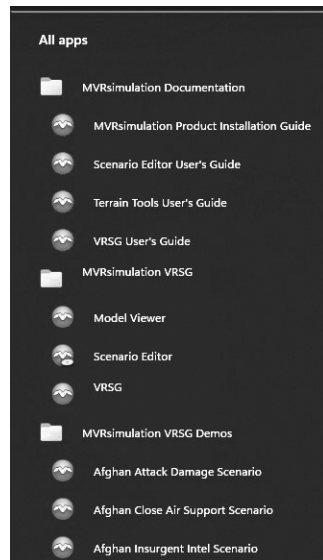 All apps
MVRsimulation Documentation
MVRsimulation Product Installation Guide
Scenario Editor User's Guide
Terrain Tools User's Guide
VRSG User's Guide
MVRsimulation VRSG
Model Viewer
Scenario Editor
VRSG
MVRsimulation VRSG Demos
Afghan Attack Damage Scenario
Afghan Close Air Support Scenario
Afghan Insurgent Intel Scenario